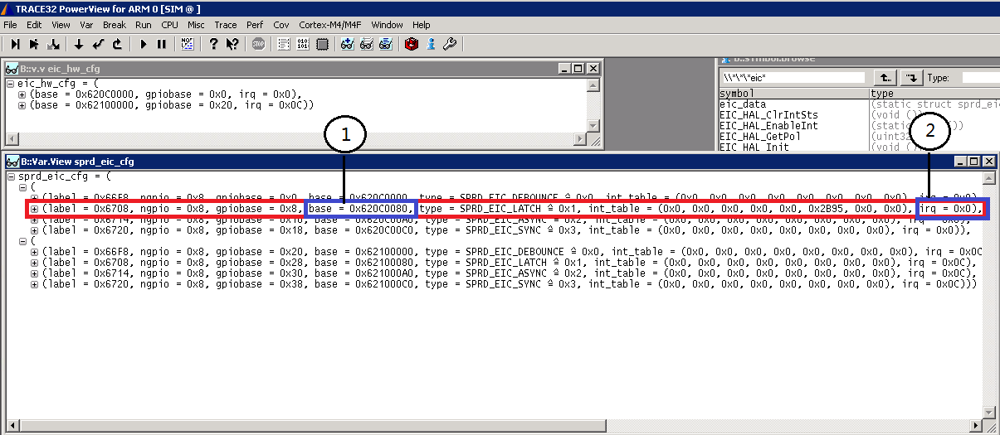 TRACE32 PowerView for ARM 0 [SIM @ ]
File Edit View Var Break Run CPU Misc Trace Perf Cov Cortex-M4/M4F Window Help
B::v.v eic_hw_cfg
eic_hw_cfg = (
(base = 0x620C0000, gpiobase = 0x0, irq = 0x0),
(base = 0x62100000, gpiobase = 0x20, irq = 0x0C))
B::symbol.browse
\\*\*\*eic* Type:
symbol type
eic_data (static struct sprd_ei
EIC_HAL_ClrIntSts (void ()
EIC_HAL_EnableInt (static ())
EIC_HAL_GetPol (uint32
EIC_HAL_Init (void ()
1
2
B::Var.View sprd_eic_cfg
sprd_eic_cfg = (
(
(label = 0x66F8, ngpio = 0x8, gpiobase = 0x0, base = 0x620C0000, type = SPRD_EIC_DEBOUNCE ≙ 0x0, int_table = (0x0, 0x0, 0x0, 0x0, 0x0, 0x0, 0x0, 0x0), irq = 0x0),
(label = 0x6708, ngpio = 0x8, gpiobase = 0x8, base = 0x620C0080, type = SPRD_EIC_LATCH ≙ 0x1, int_table = (0x0, 0x0, 0x0, 0x0, 0x0, 0x2B95, 0x0, 0x0), irq = 0x0),
(label = 0x6714, ngpio = 0x8, gpiobase = 0x10, base = 0x620C00A0, type = SPRD_EIC_ASYNC ≙ 0x2, int_table = (0x0, 0x0, 0x0, 0x0, 0x0, 0x0, 0x0, 0x0), irq = 0x0),
(label = 0x6720, ngpio = 0x8, gpiobase = 0x18, base = 0x620C00C0, type = SPRD_EIC_SYNC ≙ 0x3, int_table = (0x0, 0x0, 0x0, 0x0, 0x0, 0x0, 0x0, 0x0), irq = 0x0)),
(
(label = 0x66F8, ngpio = 0x8, gpiobase = 0x20, base = 0x62100000, type = SPRD_EIC_DEBOUNCE ≙ 0x0, int_table = (0x0, 0x0, 0x0, 0x0, 0x0, 0x0, 0x0, 0x0), irq = 0x0C
(label = 0x6708, ngpio = 0x8, gpiobase = 0x28, base = 0x62100080, type = SPRD_EIC_LATCH ≙ 0x1, int_table = (0x0, 0x0, 0x0, 0x0, 0x0, 0x0, 0x0, 0x0), irq = 0x0C),
(label = 0x6714, ngpio = 0x8, gpiobase = 0x30, base = 0x621000A0, type = SPRD_EIC_ASYNC ≙ 0x2, int_table = (0x0, 0x0, 0x0, 0x0, 0x0, 0x0, 0x0, 0x0), irq = 0x0C),
(label = 0x6720, ngpio = 0x8, gpiobase = 0x38, base = 0x621000C0, type = SPRD_EIC_SYNC ≙ 0x3, int_table = (0x0, 0x0, 0x0, 0x0, 0x0, 0x0, 0x0, 0x0), irq = 0x0C)))